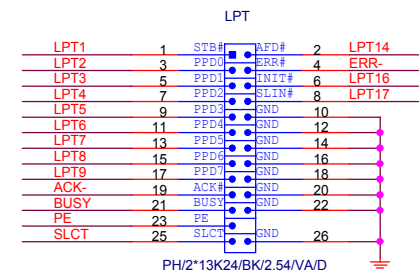 LPT
LPT1 1 STB# AFD# 2 LPT14
LPT2 3 PPD0 ERR# 4 ERR-
LPT3 5 PPD1 INIT# 6 LPT16
LPT4 7 PPD2 SLIN# 8 LPT17
LPT5 9 PPD3 GND 10
LPT6 11 PPD4 GND 12
LPT7 13 PPD5 GND 14
LPT8 15 PPD6 GND 16
LPT9 17 PPD7 GND 18
ACK- 19 ACK# GND 20
BUSY 21 BUSY GND 22
PE 23 PE
SLCT 25 SLCT GND 26
PH/2*13K24/BK/2.54/VA/D